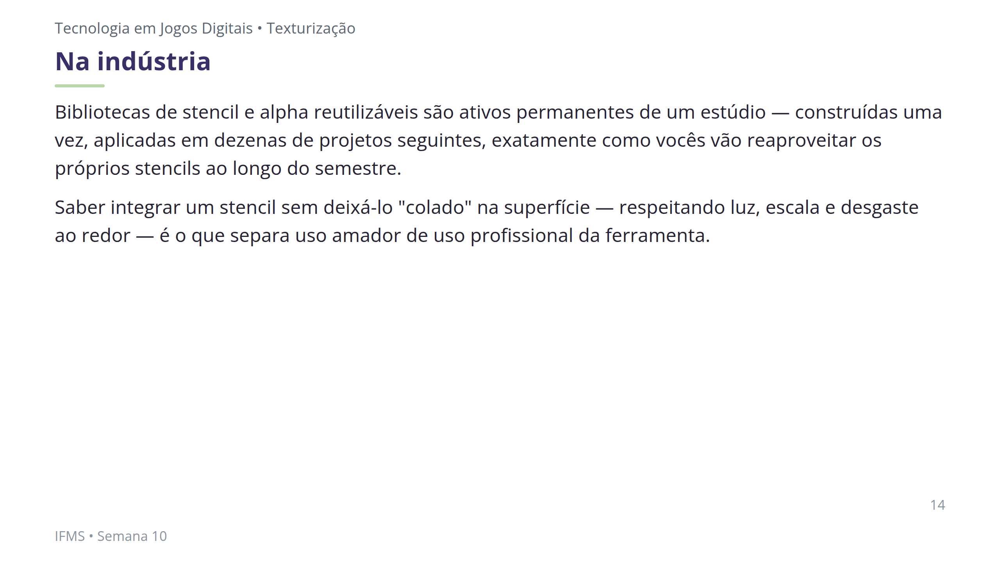 Tecnologia em Jogos Digitais • Texturização
Na indústria
Bibliotecas de stencil e alpha reutilizáveis são ativos permanentes de um estúdio — construídas uma
vez, aplicadas em dezenas de projetos seguintes, exatamente como vocês vão reaproveitar os
próprios stencils ao longo do semestre.
Saber integrar um stencil sem deixá-lo "colado" na superfície — respeitando luz, escala e desgaste
ao redor — é o que separa uso amador de uso profissional da ferramenta.
14
IFMS • Semana 10